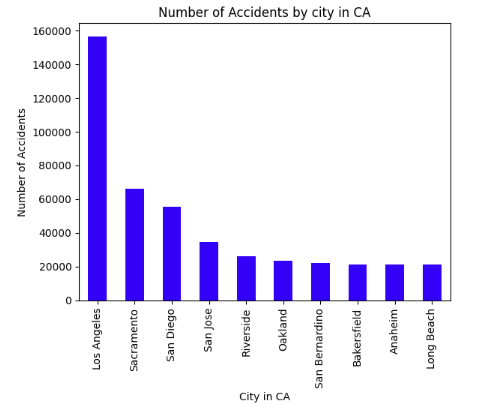 Number of Accidents by city in CA
Number of Accidents
160000
140000
120000
100000
80000
60000
40000
20000
0
Los Angeles
Sacramento
San Diego
San Jose
Riverside
Oakland
San Bernardino
Bakersfield
Anaheim
Long Beach
City in CA